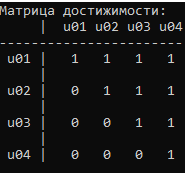 Матрица достижимости:
| u01 u02 u03 u04
-----------------------
u01 | 1 1 1 1
|
u02 | 0 1 1 1
|
u03 | 0 0 1 1
|
u04 | 0 0 0 1